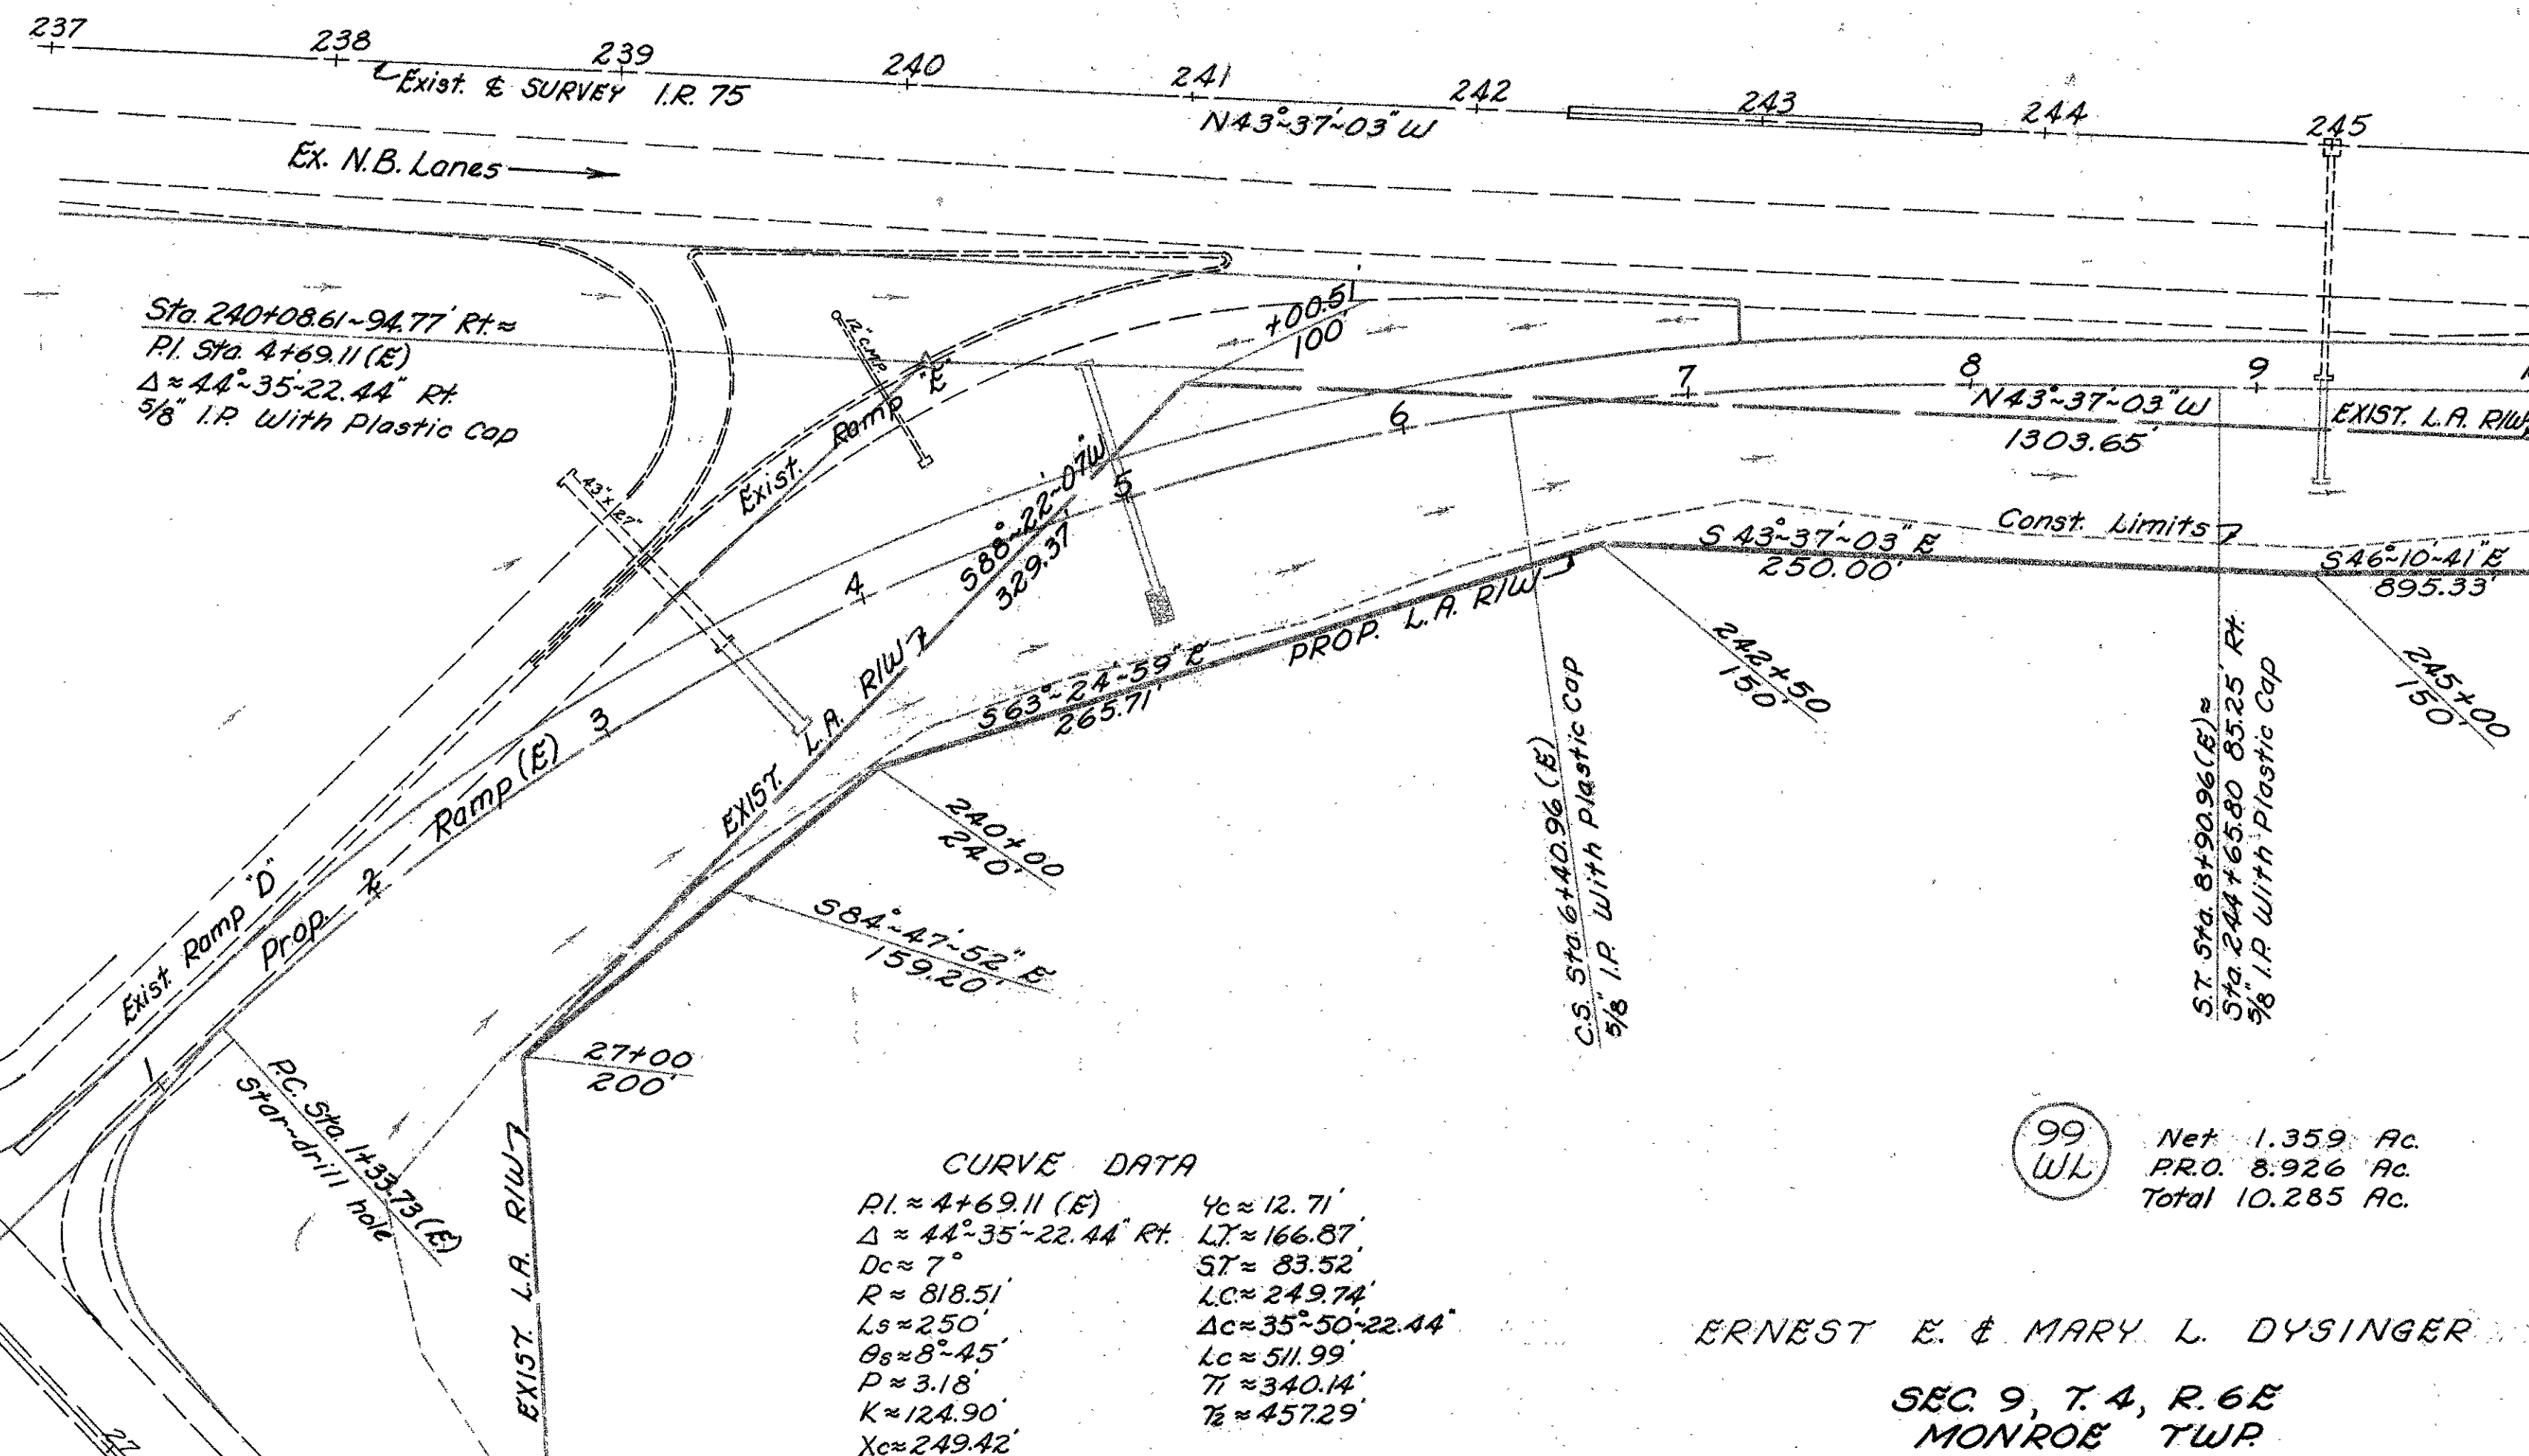 237
238
239
240
241
242
243
244
245
Exist. ℄ SURVEY I.R. 75
N43°~37'~03" W
Ex. N.B. Lanes
Sta. 240+08.61~94.77' Rt. ≈
P.I. Sta. 4+69.11 (E)
Δ ≈ 44°~35'~22.44" Rt.
5/8" I.P. With Plastic Cap
12" C.M.P.
Exist. Ramp "E"
+00.51
100'
43" x 27"
S88°~22'~07" W
329.37'
1
2
3
4
5
6
7
8
9
N43°~37'~03" W
1303.65'
EXIST. L.A. R/W
Const. Limits
S 43°~37'~03" E
250.00'
S46°~10'~41" E
895.33'
PROP. L.A. R/W
S63°~24'~59" E
265.71'
EXIST. L.A. R/W
242+50
150'
245+00
150'
240+00
240'
S84°~47'~52" E
159.20'
27+00
200'
Exist. Ramp "D"
Prop. Ramp (E)
P.C. Sta. 1+33.73 (E)
Star~drill hole
EXIST. L.A. R/W
C.S. Sta. 6+40.96 (E)
5/8" I.P. With Plastic Cap
S.T. Sta. 8+90.96 (E) ≈
Sta. 244+65.80 85.25' Rt.
5/8" I.P. With Plastic Cap
27
CURVE DATA
P.I. ≈ 4+69.11 (E)
Δ ≈ 44°~35'~22.44" Rt.
Dc ≈ 7°
R ≈ 818.51'
Ls ≈ 250'
θs ≈ 8°~45'
P ≈ 3.18'
K ≈ 124.90'
Xc ≈ 249.42'
Yc ≈ 12.71'
L.T. ≈ 166.87'
S.T. ≈ 83.52'
L.C. ≈ 249.74'
Δc ≈ 35°~50'~22.44"
Lc ≈ 511.99'
T1 ≈ 340.14'
T2 ≈ 457.29'
99
WL
Net 1.359 Ac.
P.R.O. 8.926 Ac.
Total 10.285 Ac.
ERNEST E. & MARY L. DYSINGER
SEC. 9, T. 4, R. 6E
MONROE TWP.